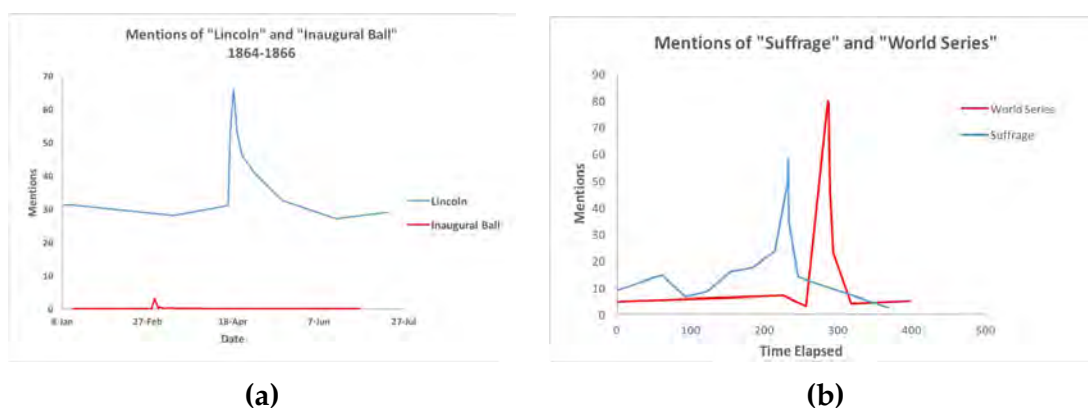 Mentions of "Lincoln" and "Inaugural Ball"
1864-1866
70
60
50
40
30
20
10
0
Mentions
6-Jan
27-Feb
18-Apr
7-Jun
27-Jul
Date
Lincoln
Inaugural Ball
(a)
Mentions of "Suffrage" and "World Series"
90
80
70
60
50
40
30
20
10
0
Mentions
0
100
200
300
400
500
Time Elapsed
World Series
Suffrage
(b)